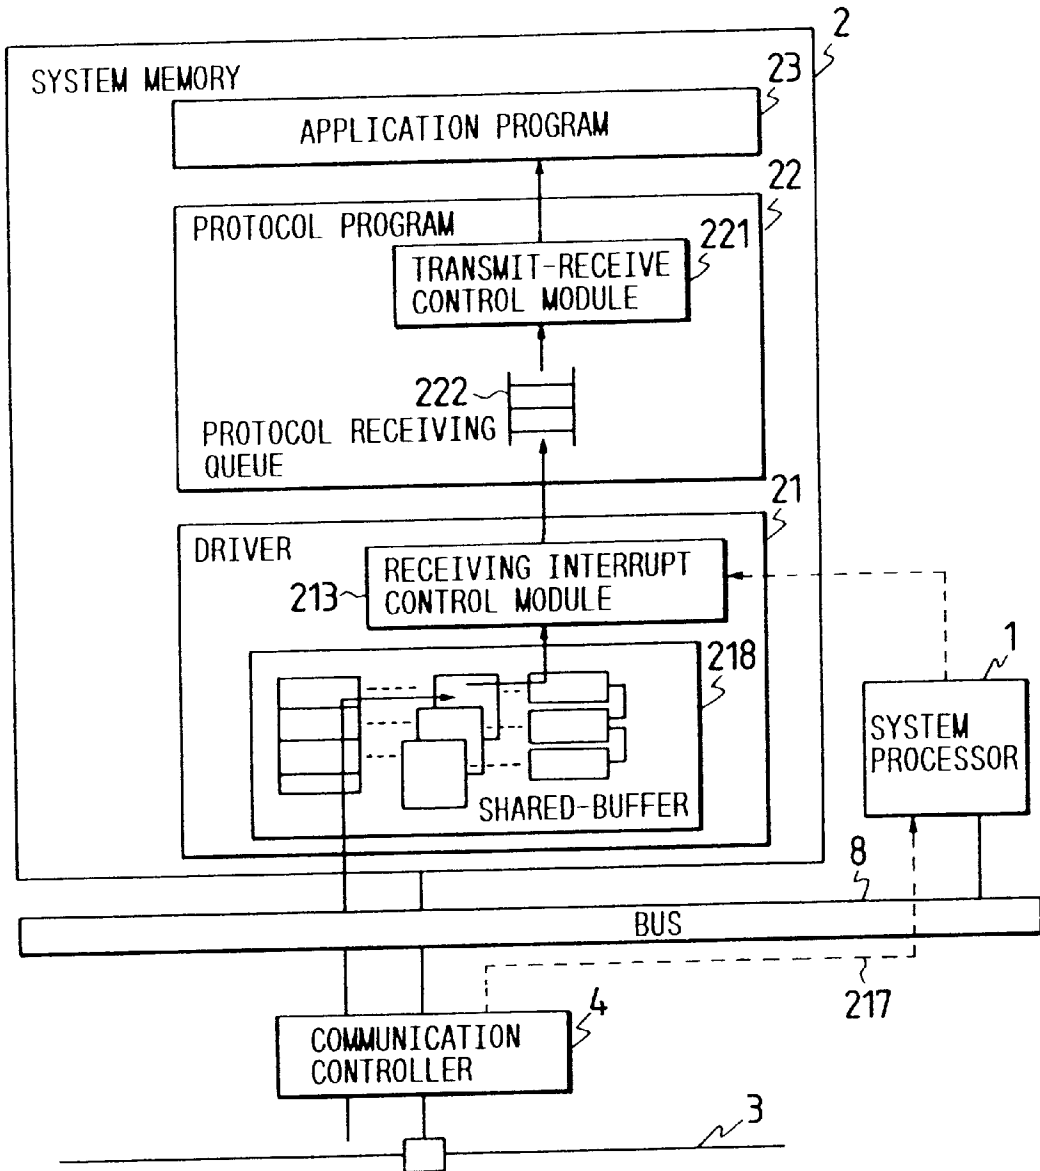 2
SYSTEM MEMORY
23
APPLICATION PROGRAM
22
PROTOCOL PROGRAM
221
TRANSMIT-RECEIVE
CONTROL MODULE
222
PROTOCOL RECEIVING
QUEUE
21
DRIVER
RECEIVING INTERRUPT
CONTROL MODULE
213
218
1
SYSTEM
PROCESSOR
SHARED-BUFFER
8
BUS
217
4
COMMUNICATION
CONTROLLER
3